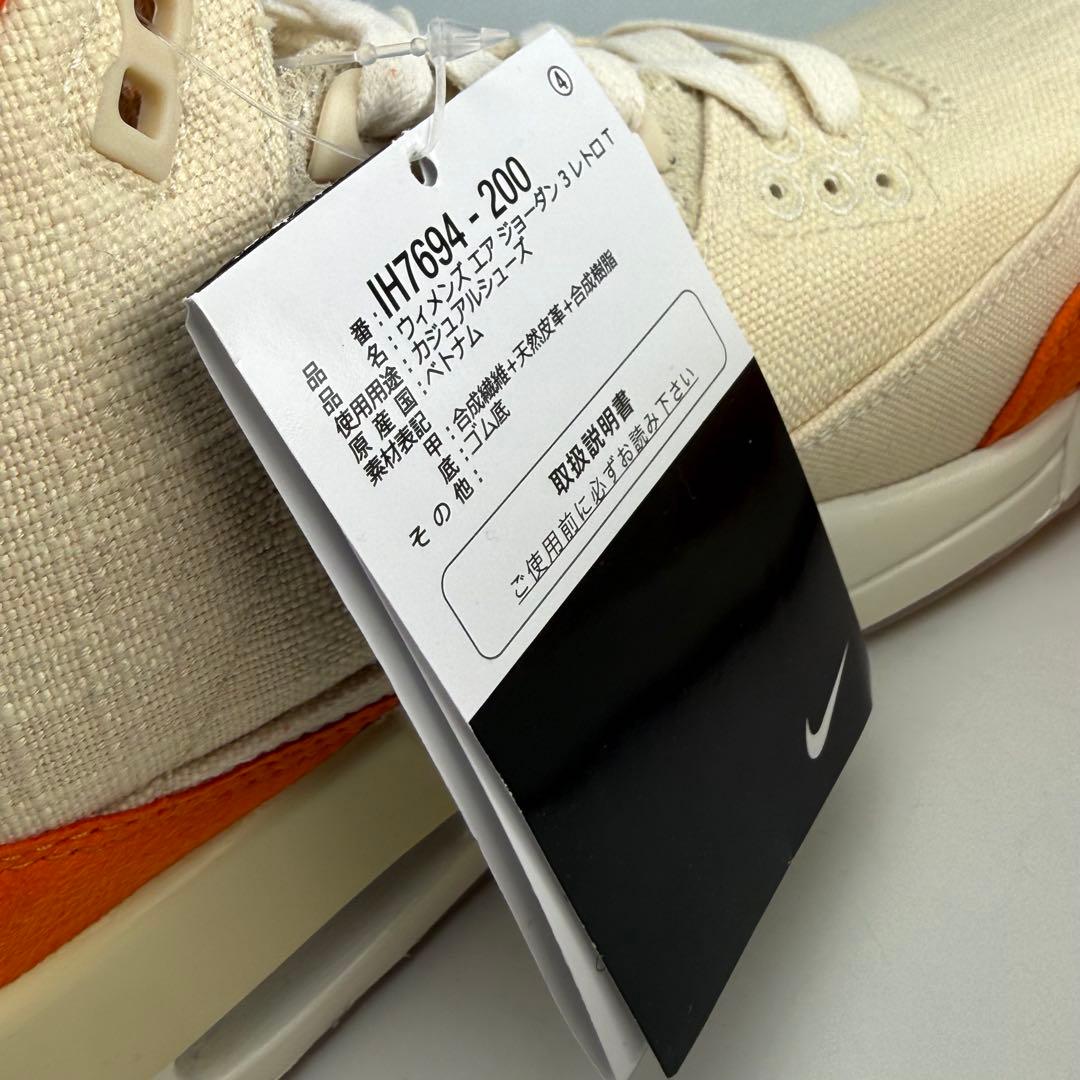 ④
品番:IH7694-200
品名:ウィメンズ エア ジョーダン 3 レトロ T
使用用途:カジュアルシューズ
原産国:ベトナム
素材表記
甲:合成繊維+天然皮革+合成樹脂
底:ゴム底
その他:
取扱説明書
ご使用前に必ずお読み下さい